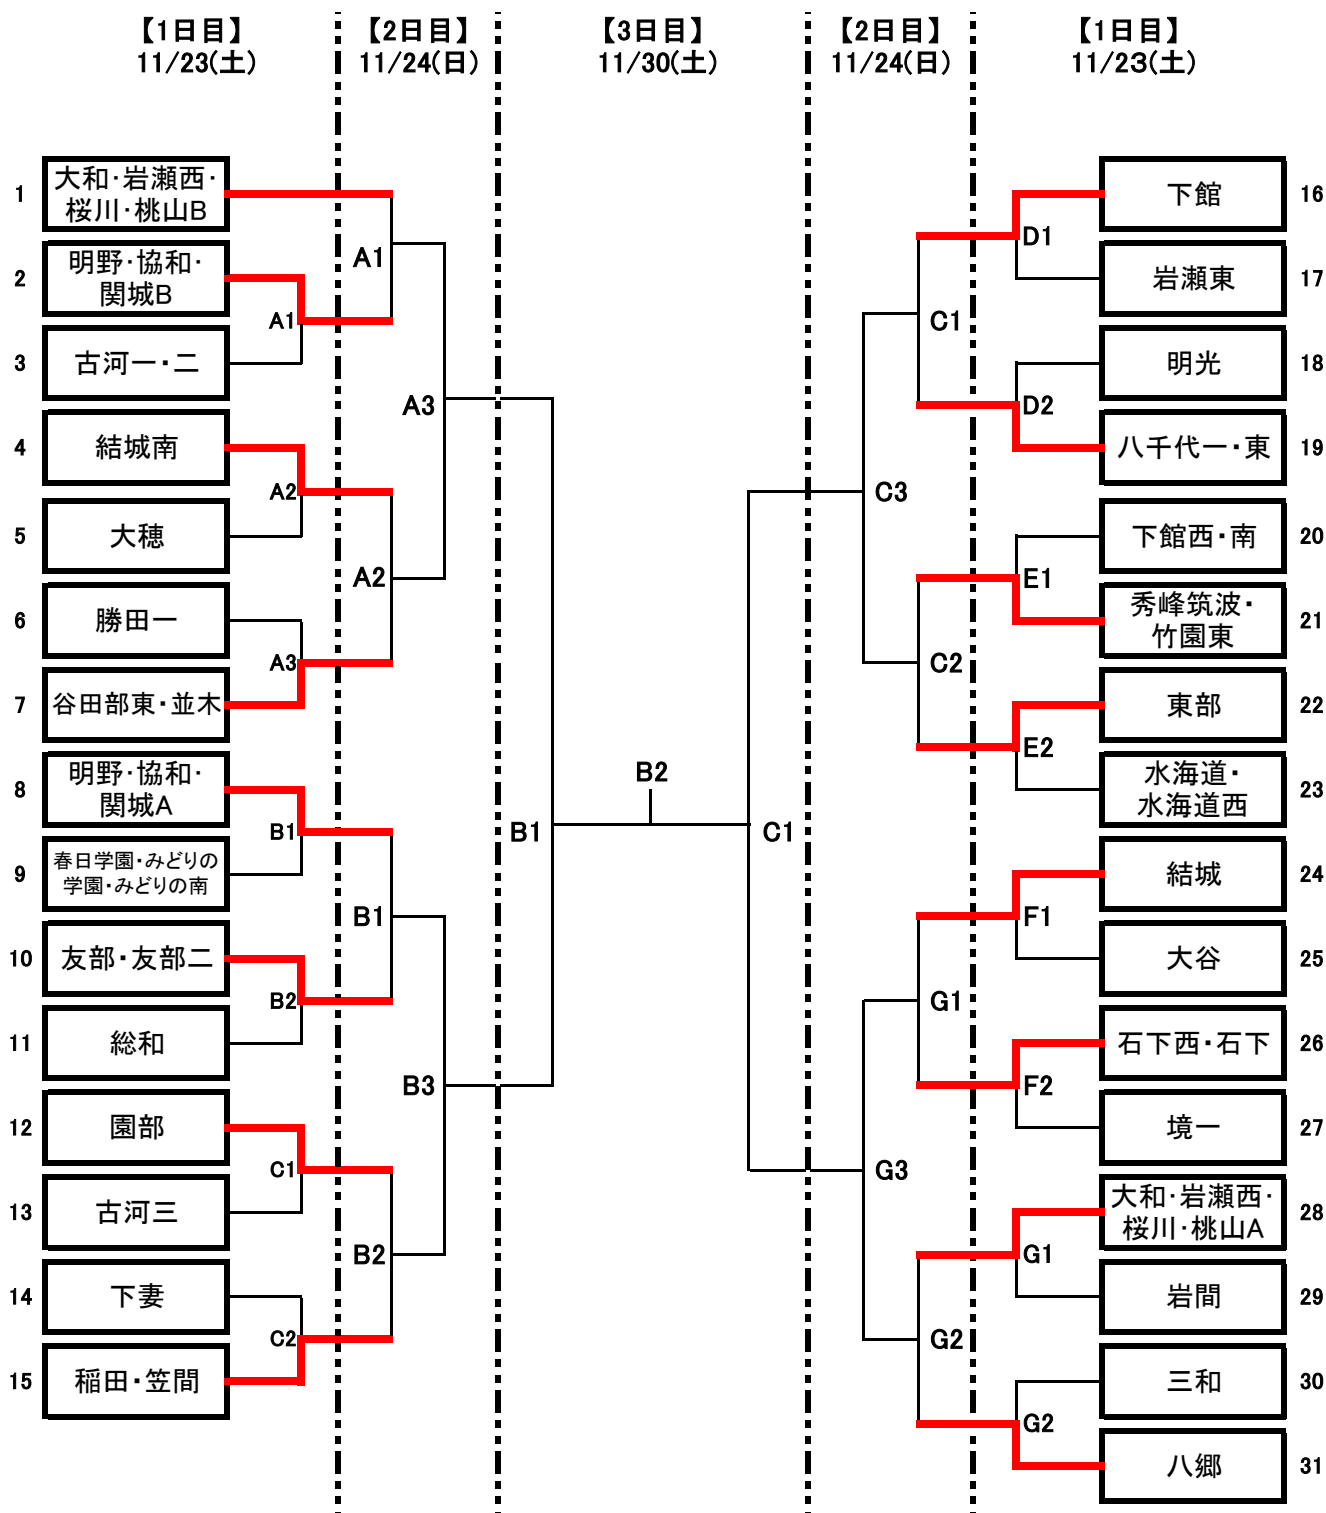 【1日目】
11/23(土)
【2日目】
11/24(日)
【3日目】
11/30(土)
【2日目】
11/24(日)
【1日目】
11/23(土)
1
大和・岩瀬西・
桜川・桃山B
2
明野・協和・
関城B
3
古河一・二
4
結城南
5
大穂
6
勝田一
7
谷田部東・並木
8
明野・協和・
関城A
9
春日学園・みどりの
学園・みどりの南
10
友部・友部二
11
総和
12
園部
13
古河三
14
下妻
15
稲田・笠間
A1
A2
A3
B1
B2
C1
C2
A1
A2
B1
B2
A3
B3
B1
B2
C1
C3
G3
C1
C2
G1
G2
D1
D2
E1
E2
F1
F2
G1
G2
下館
16
岩瀬東
17
明光
18
八千代一・東
19
下館西・南
20
秀峰筑波・
竹園東
21
東部
22
水海道・
水海道西
23
結城
24
大谷
25
石下西・石下
26
境一
27
大和・岩瀬西・
桜川・桃山A
28
岩間
29
三和
30
八郷
31